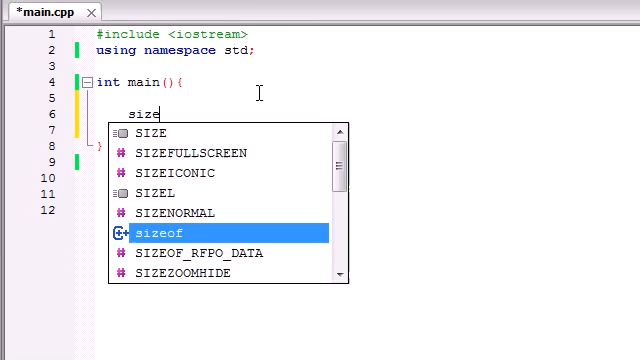 *main.cpp
1 #include <iostream>
2 using namespace std;
3
4 int main(){
5
6 size
7 SIZE
8 } SIZEFULLSCREEN
9 SIZEICONIC
10 SIZEL
11 SIZENORMAL
12 sizeof
SIZEOF_RFPO_DATA
SIZEZOOMHIDE